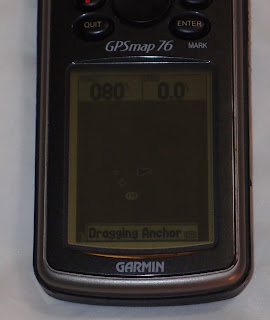 QUIT ENTER
GPSmap 76 MARK
080 0.0
Dragging Anchor
GARMIN